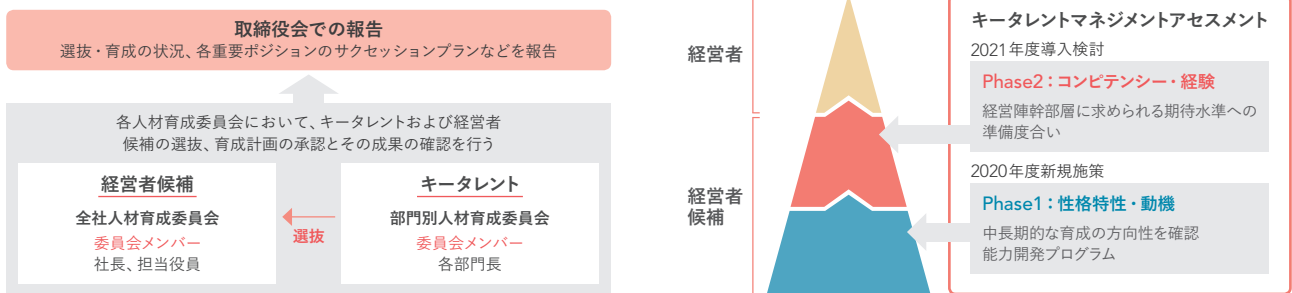 取締役会での報告
選抜・育成の状況、各重要ポジションのサクセッションプランなどを報告
各人材育成委員会において、キータレントおよび経営者
候補の選抜、育成計画の承認とその成果の確認を行う
経営者候補
全社人材育成委員会
委員会メンバー
社長、担当役員
選抜
キータレント
部門別人材育成委員会
委員会メンバー
各部門長
経営者
経営者
候補
キータレントマネジメントアセスメント
2021年度導入検討
Phase2：コンピテンシー・経験
経営陣幹部層に求められる期待水準への
準備度合い
2020年度新規施策
Phase1：性格特性・動機
中長期的な育成の方向性を確認
能力開発プログラム